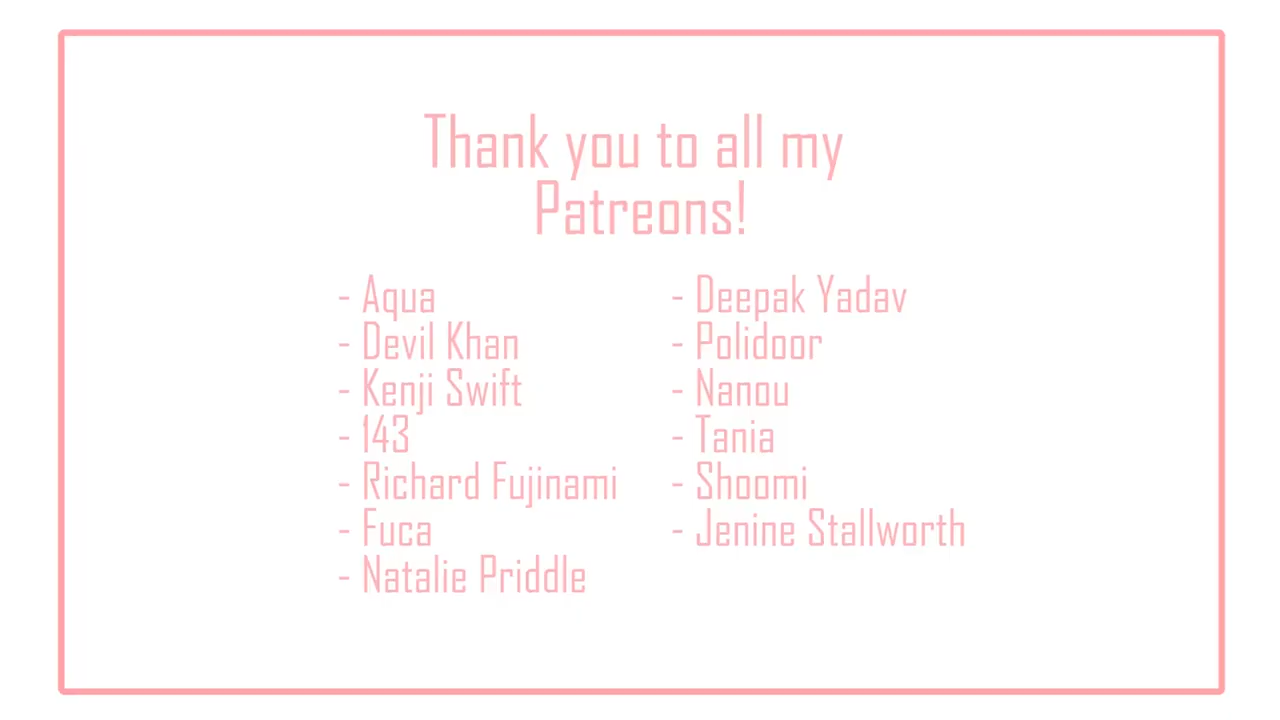 Thank you to all my
Patreons!
- Aqua
- Devil Khan
- Kenji Swift
- 143
- Richard Fujinami
- Fuca
- Natalie Priddle
- Deepak Yadav
- Polidoor
- Nanou
- Tania
- Shoomi
- Jenine Stallworth